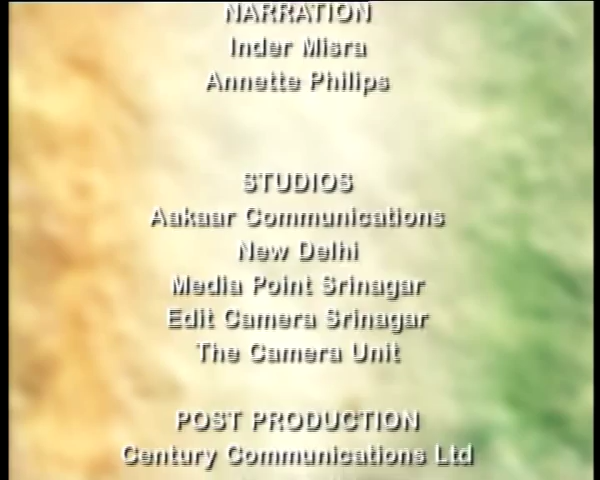 NARRATION
Inder Misra
Annette Philips
STUDIOS
Aakaar Communications
New Delhi
Media Point Srinagar
Edit Camera Srinagar
The Camera Unit
POST PRODUCTION
Century Communications Ltd